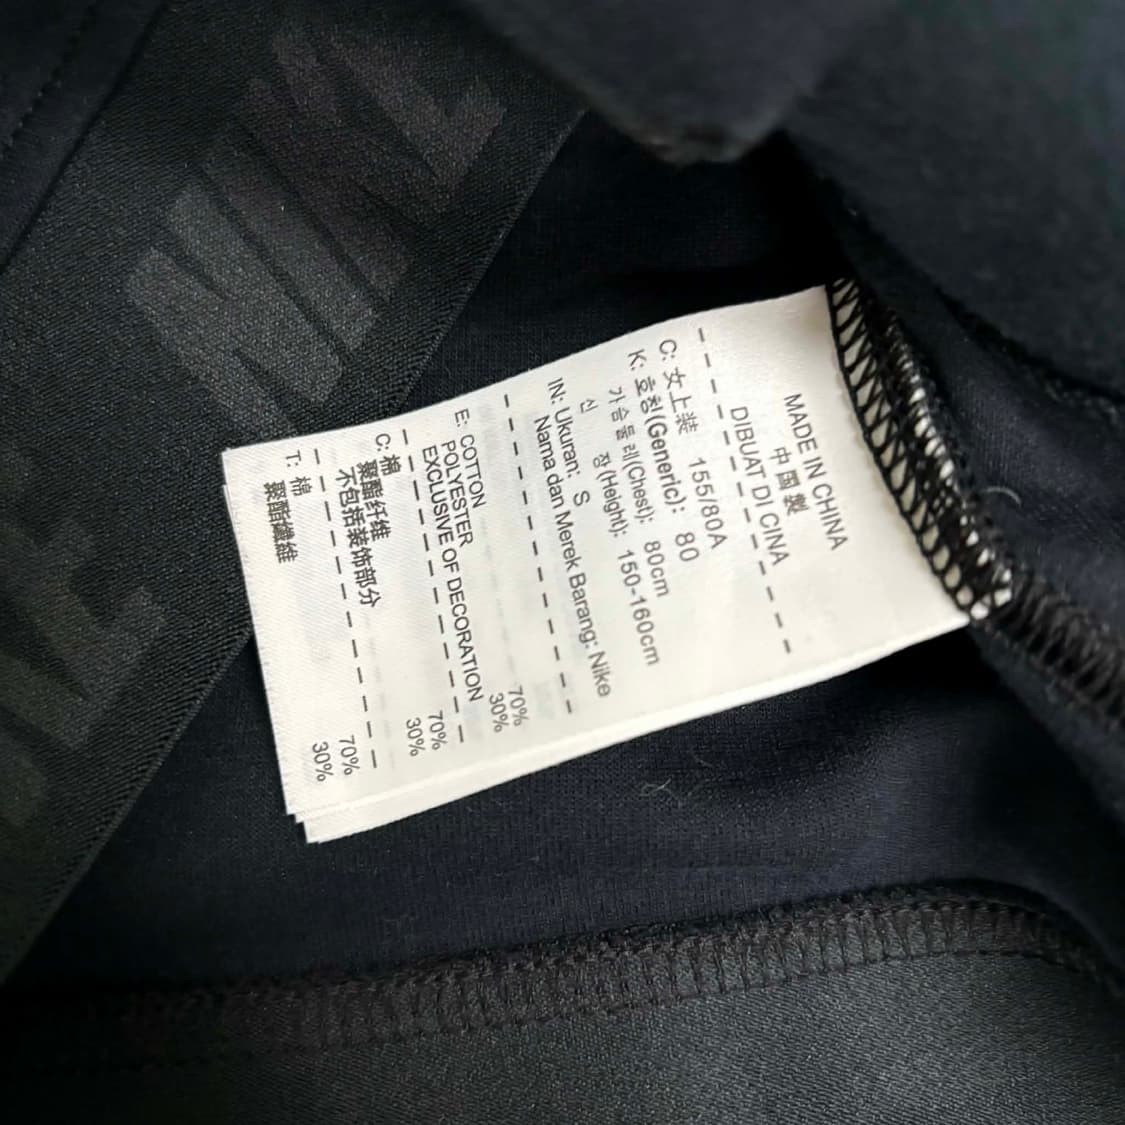 MADE IN CHINA
中国製
DIBUAT DI CINA
C: 女上装 155/80A
K: 호칭(Generic): 80
가슴둘레(Chest): 80cm
신 장(Height): 150-160cm
IN: Ukuran: S
Nama dan Merek Barang: Nike
E: COTTON 70%
POLYESTER 30%
EXCLUSIVE OF DECORATION
C: 棉 70%
聚酯纤维 30%
不包括装饰部分
T: 棉 70%
聚酯纖維 30%
NIKE